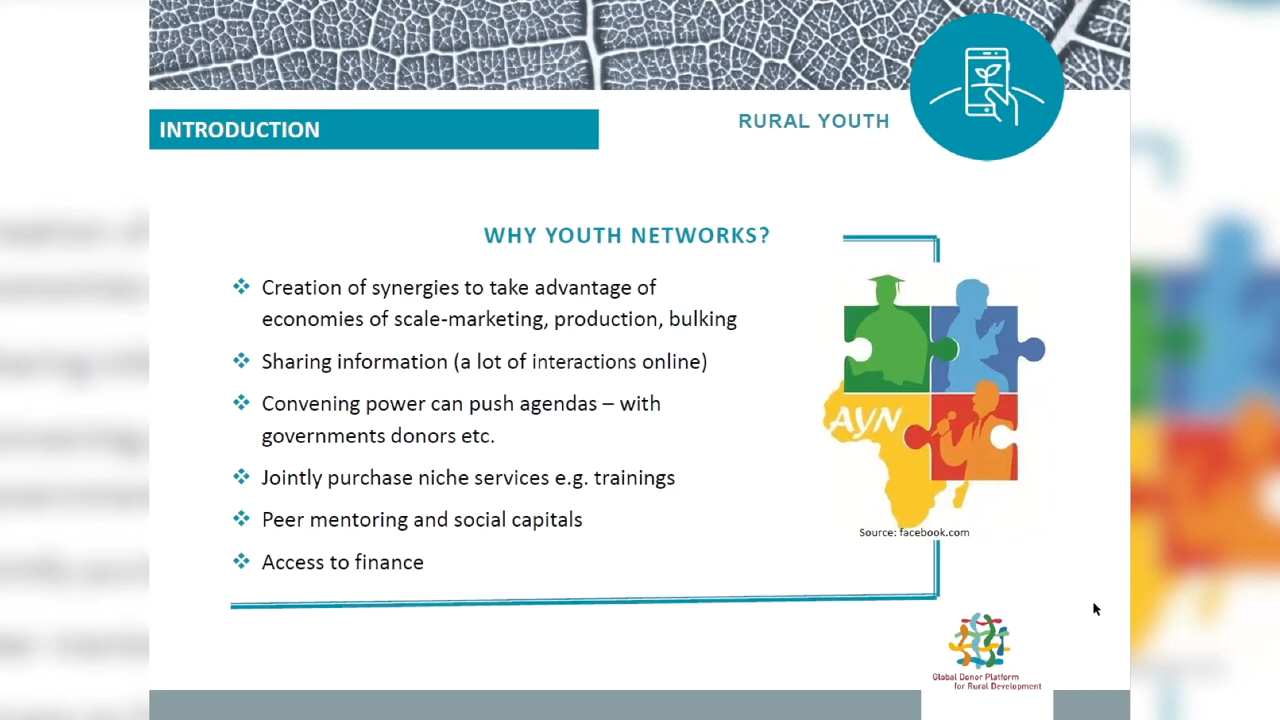 INTRODUCTION
RURAL YOUTH
WHY YOUTH NETWORKS?
Creation of synergies to take advantage of
economies of scale-marketing, production, bulking
Sharing information (a lot of interactions online)
Convening power can push agendas – with
governments donors etc.
Jointly purchase niche services e.g. trainings
Peer mentoring and social capitals
Access to finance
AYN
Source: facebook.com
Global Donor Platform
for Rural Development